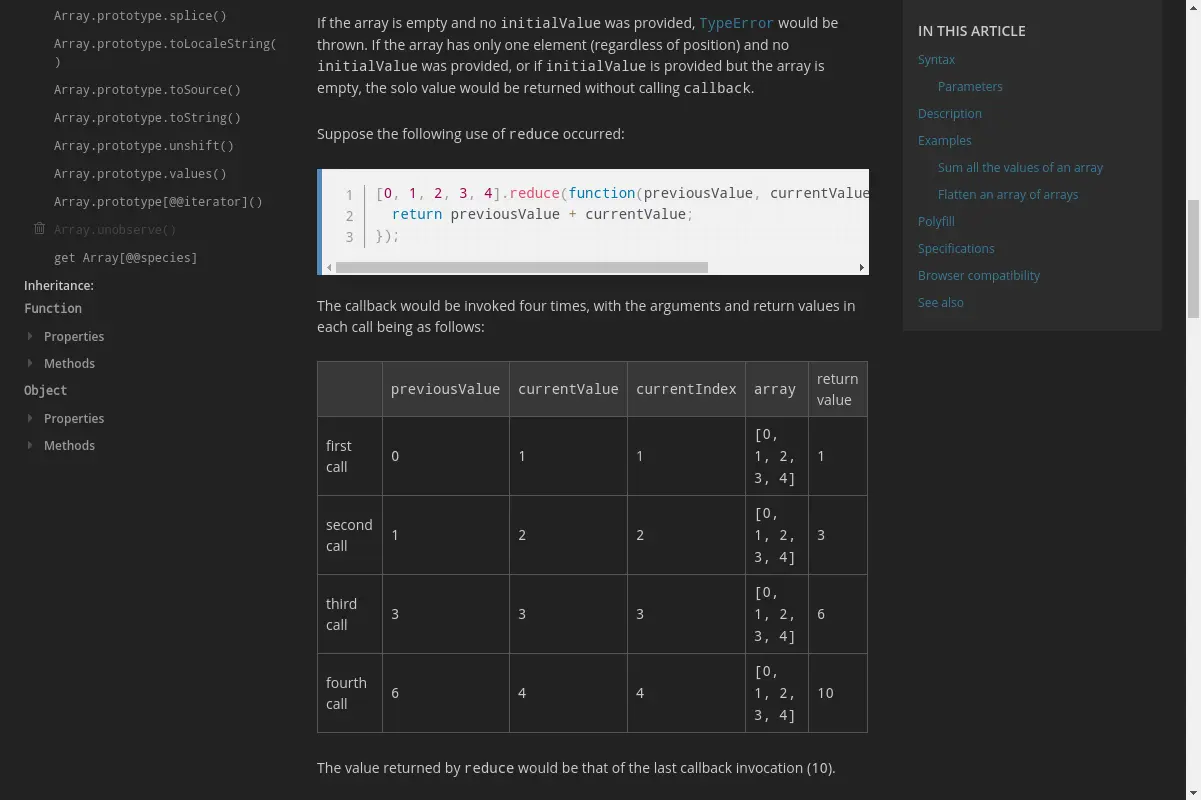 Array.prototype.splice()
Array.prototype.toLocaleString(
)
Array.prototype.toSource()
Array.prototype.toString()
Array.prototype.unshift()
Array.prototype.values()
Array.prototype[@@iterator]()
Array.unobserve()
get Array[@@species]
Inheritance:
Function
Properties
Methods
Object
Properties
Methods
If the array is empty and no initialValue was provided, TypeError would be
thrown. If the array has only one element (regardless of position) and no
initialValue was provided, or if initialValue is provided but the array is
empty, the solo value would be returned without calling callback.
Suppose the following use of reduce occurred:
1 [0, 1, 2, 3, 4].reduce(function(previousValue, currentValue
2 return previousValue + currentValue;
3 });
The callback would be invoked four times, with the arguments and return values in
each call being as follows:
previousValue currentValue currentIndex array return
value
first
call 0 1 1 [0,
1, 2,
3, 4] 1
second
call 1 2 2 [0,
1, 2,
3, 4] 3
third
call 3 3 3 [0,
1, 2,
3, 4] 6
fourth
call 6 4 4 [0,
1, 2,
3, 4] 10
The value returned by reduce would be that of the last callback invocation (10).
IN THIS ARTICLE
Syntax
Parameters
Description
Examples
Sum all the values of an array
Flatten an array of arrays
Polyfill
Specifications
Browser compatibility
See also